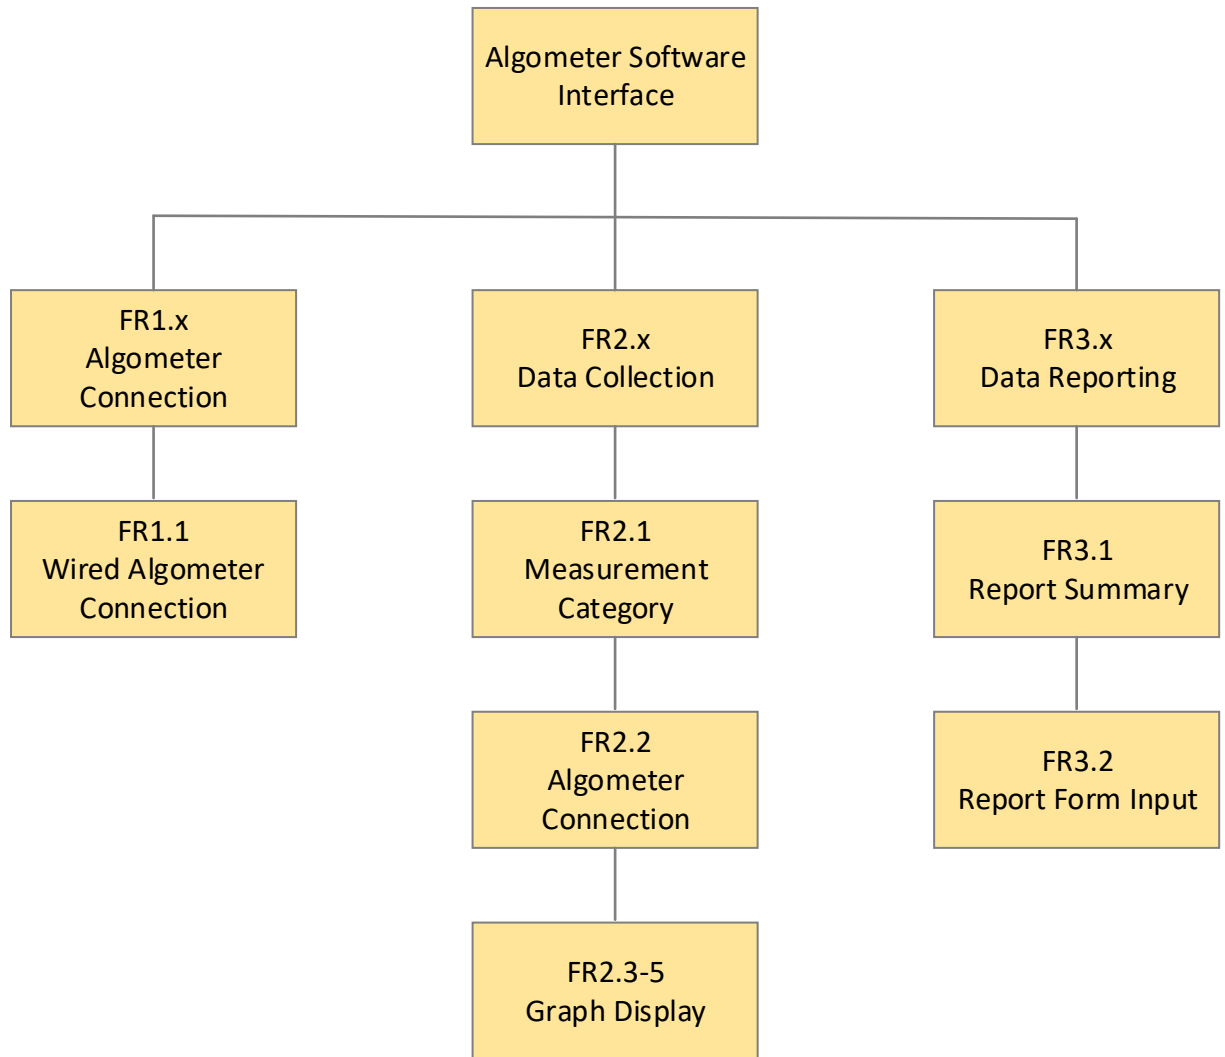 Algometer Software
Interface
FR1.x
Algometer
Connection
FR2.x
Data Collection
FR3.x
Data Reporting
FR1.1
Wired Algometer
Connection
FR2.1
Measurement
Category
FR3.1
Report Summary
FR2.2
Algometer
Connection
FR3.2
Report Form Input
FR2.3-5
Graph Display